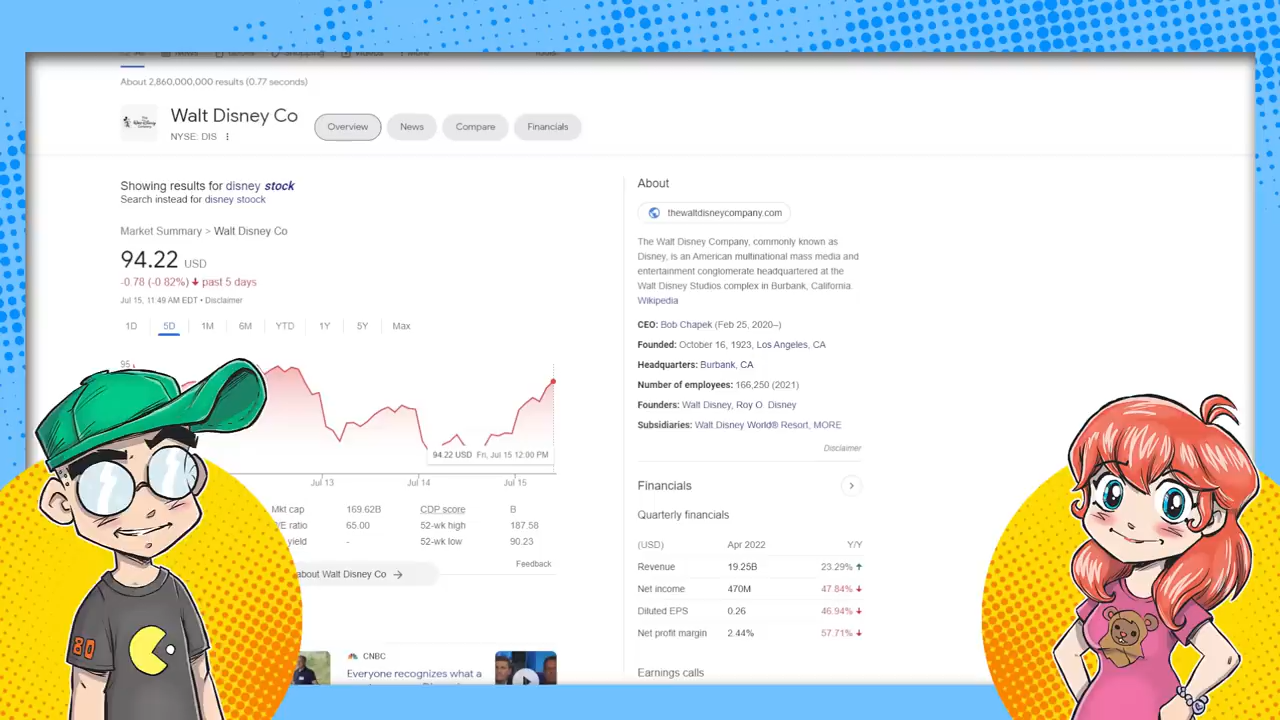 About 2,860,000,000 results (0.77 seconds)
Walt Disney Co
NYSE: DIS
Overview
News
Compare
Financials
Showing results for disney stock
Search instead for disney stoock
Market Summary > Walt Disney Co
94.22 USD
-0.78 (-0.82%) ↓ past 5 days
Jul 15, 11:49 AM EDT • Disclaimer
1D 5D 1M 6M YTD 1Y 5Y Max
95
94.22 USD Fri, Jul 15 12:00 PM
Jul 13 Jul 14 Jul 15
Mkt cap 169.62B CDP score B
/E ratio 65.00 52-wk high 187.58
yield - 52-wk low 90.23
Feedback
about Walt Disney Co →
CNBC
Everyone recognizes what a
About
thewaltdisneycompany.com
The Walt Disney Company, commonly known as
Disney, is an American multinational mass media and
entertainment conglomerate headquartered at the
Walt Disney Studios complex in Burbank, California.
Wikipedia
CEO: Bob Chapek (Feb 25, 2020–)
Founded: October 16, 1923, Los Angeles, CA
Headquarters: Burbank, CA
Number of employees: 166,250 (2021)
Founders: Walt Disney, Roy O. Disney
Subsidiaries: Walt Disney World® Resort, MORE
Disclaimer
Financials
Quarterly financials
(USD) Apr 2022 Y/Y
Revenue 19.25B 23.29% ↑
Net income 470M 47.84% ↓
Diluted EPS 0.26 46.94% ↓
Net profit margin 2.44% 57.71% ↓
Earnings calls
80